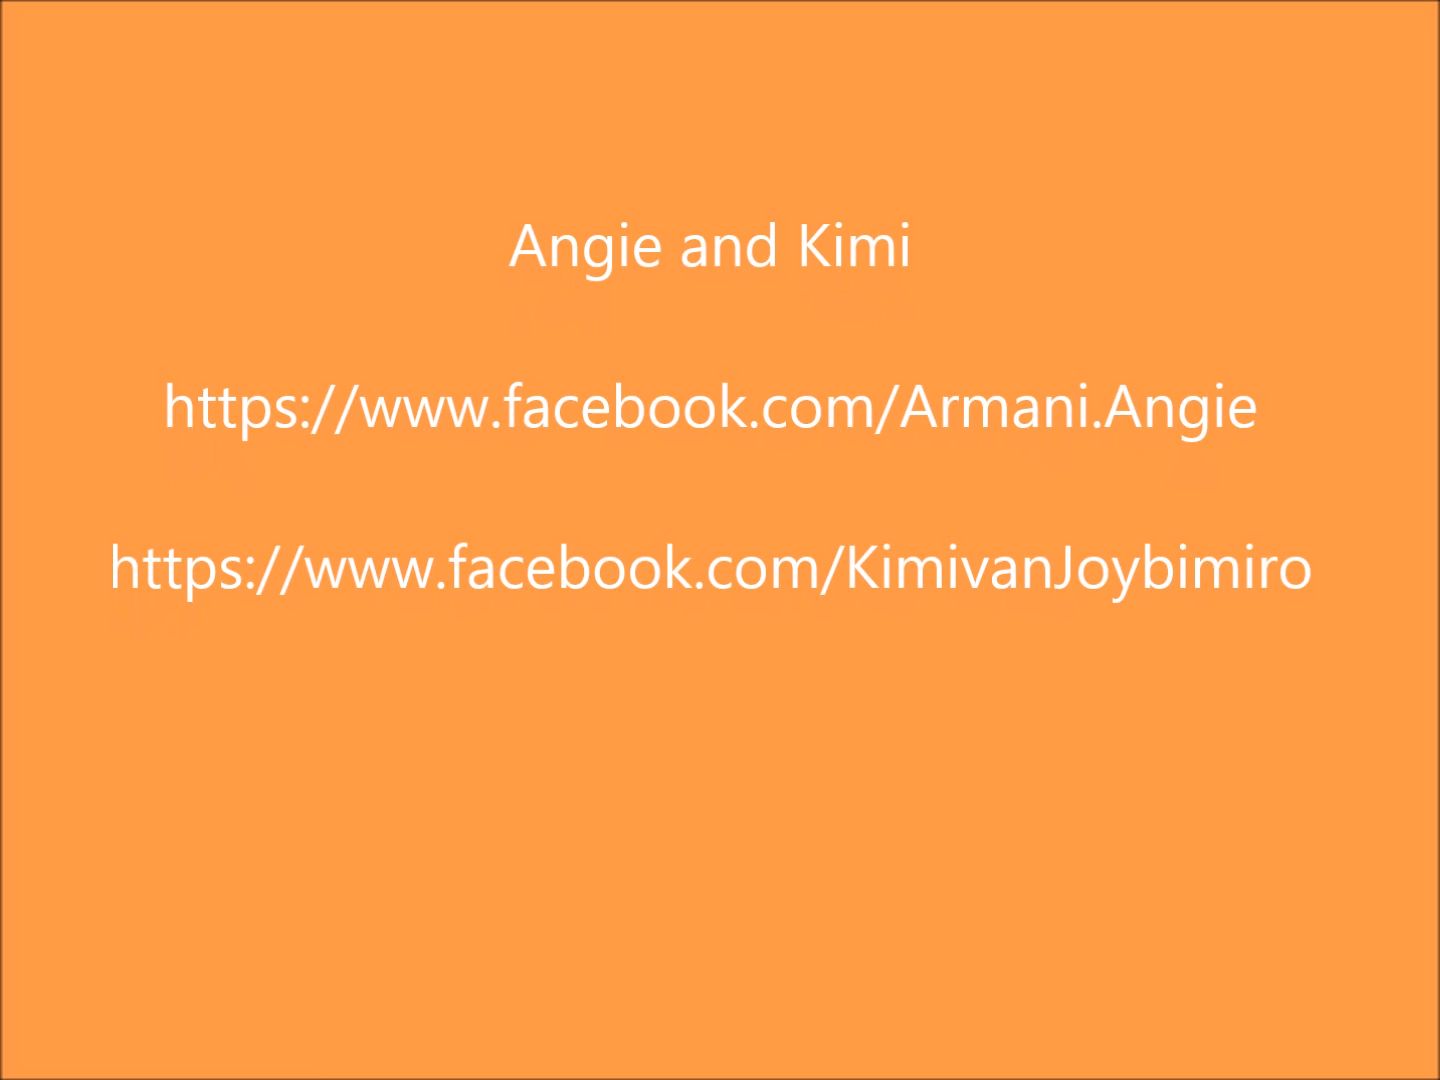 Angie and Kimi
https://www.facebook.com/Armani.Angie
https://www.facebook.com/KimivanJoybimiro